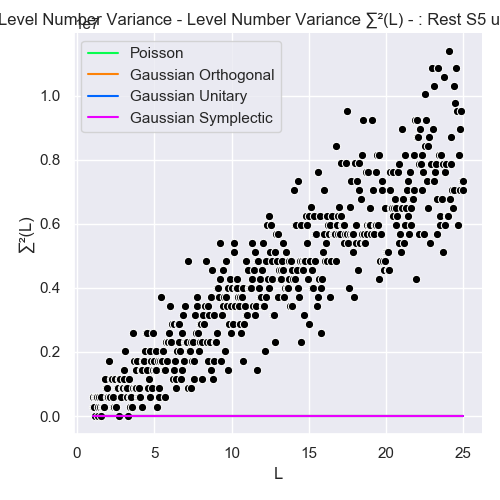 Level Number Variance - Level Number Variance ∑²(L) - : Rest S5 u
1e7
Poisson
Gaussian Orthogonal
Gaussian Unitary
Gaussian Symplectic
1.0
0.8
0.6
0.4
0.2
0.0
∑²(L)
0 5 10 15 20 25
L